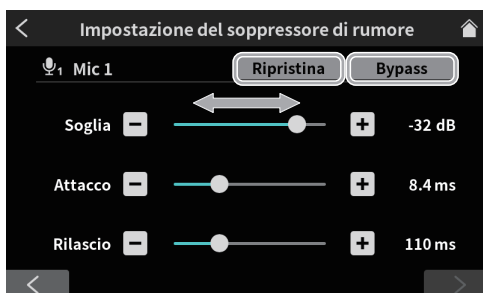 Impostazione del soppressore di rumore
1 Mic 1 Ripristina Bypass
Soglia - + -32 dB
Attacco - + 8.4 ms
Rilascio - + 110 ms